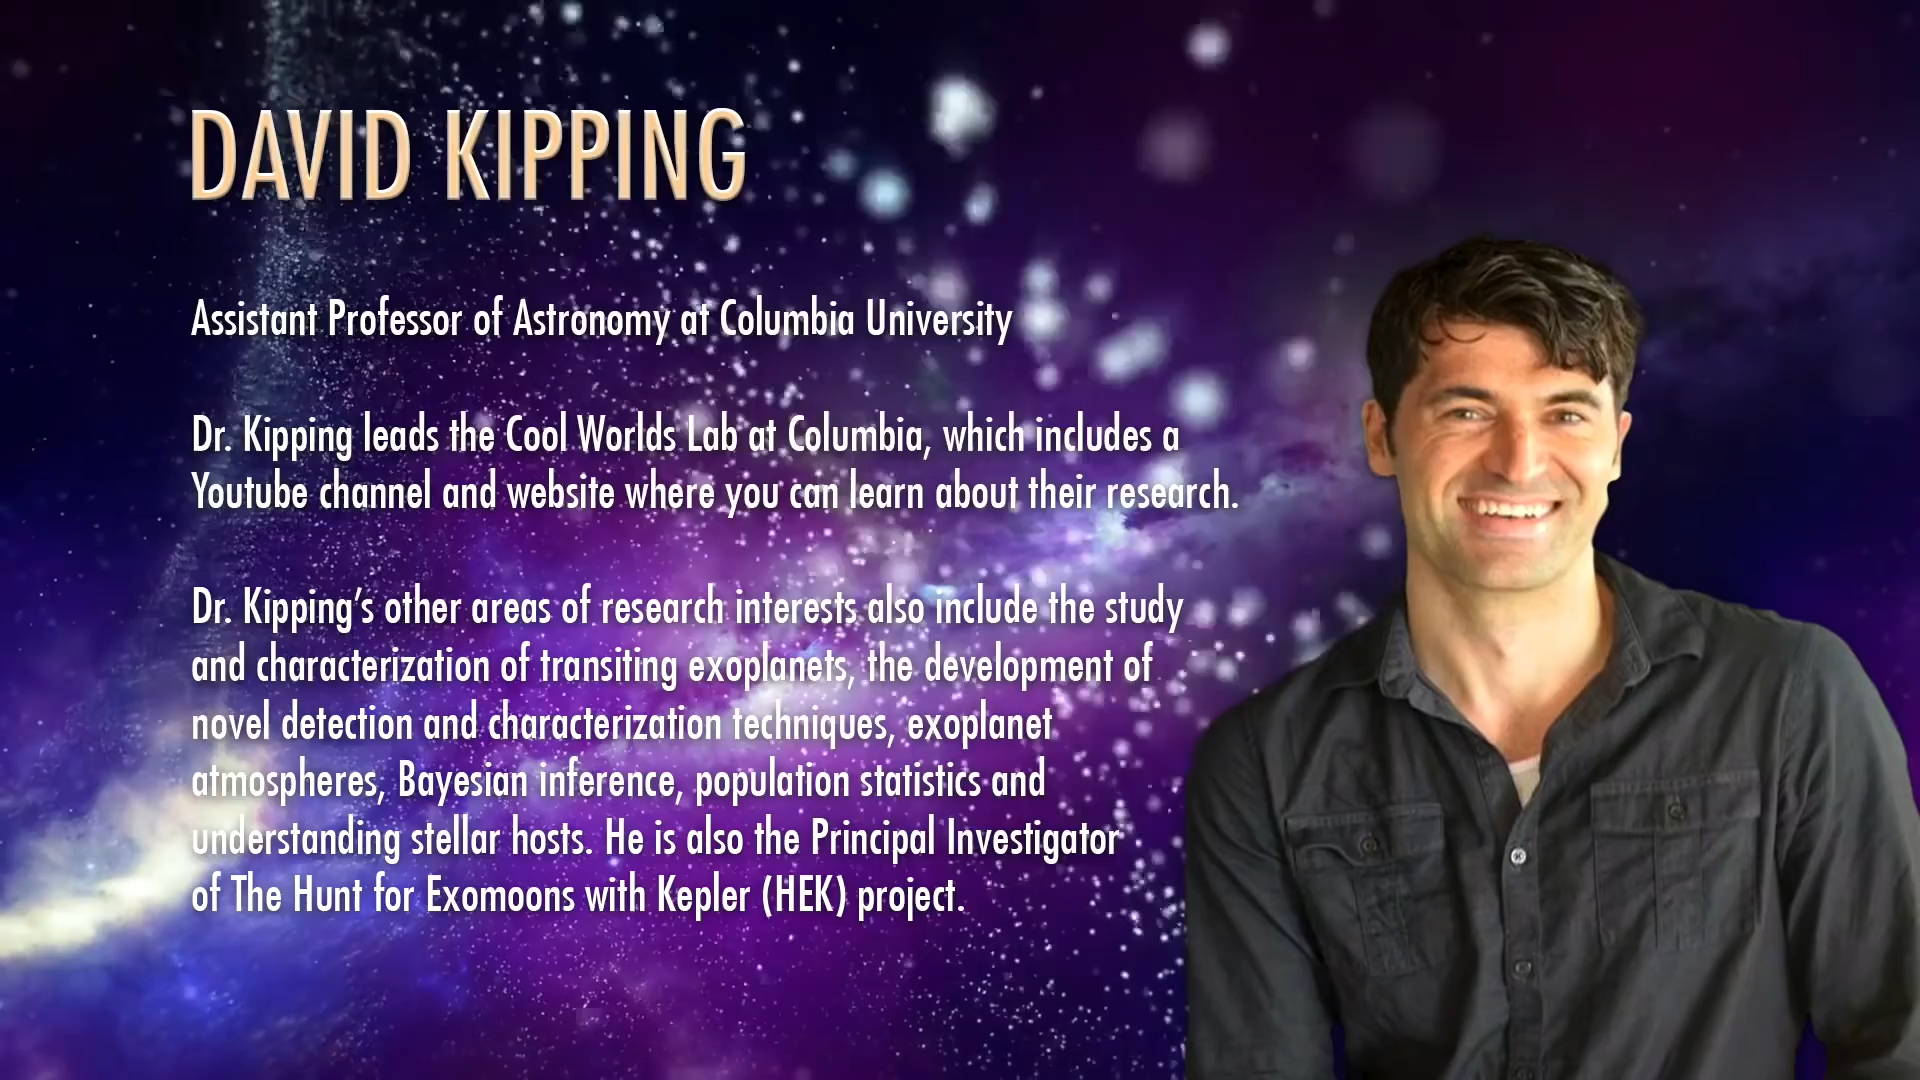 DAVID KIPPING
Assistant Professor of Astronomy at Columbia University
Dr. Kipping leads the Cool Worlds Lab at Columbia, which includes a
Youtube channel and website where you can learn about their research.
Dr. Kipping’s other areas of research interests also include the study
and characterization of transiting exoplanets, the development of
novel detection and characterization techniques, exoplanet
atmospheres, Bayesian inference, population statistics and
understanding stellar hosts. He is also the Principal Investigator
of The Hunt for Exomoons with Kepler (HEK) project.